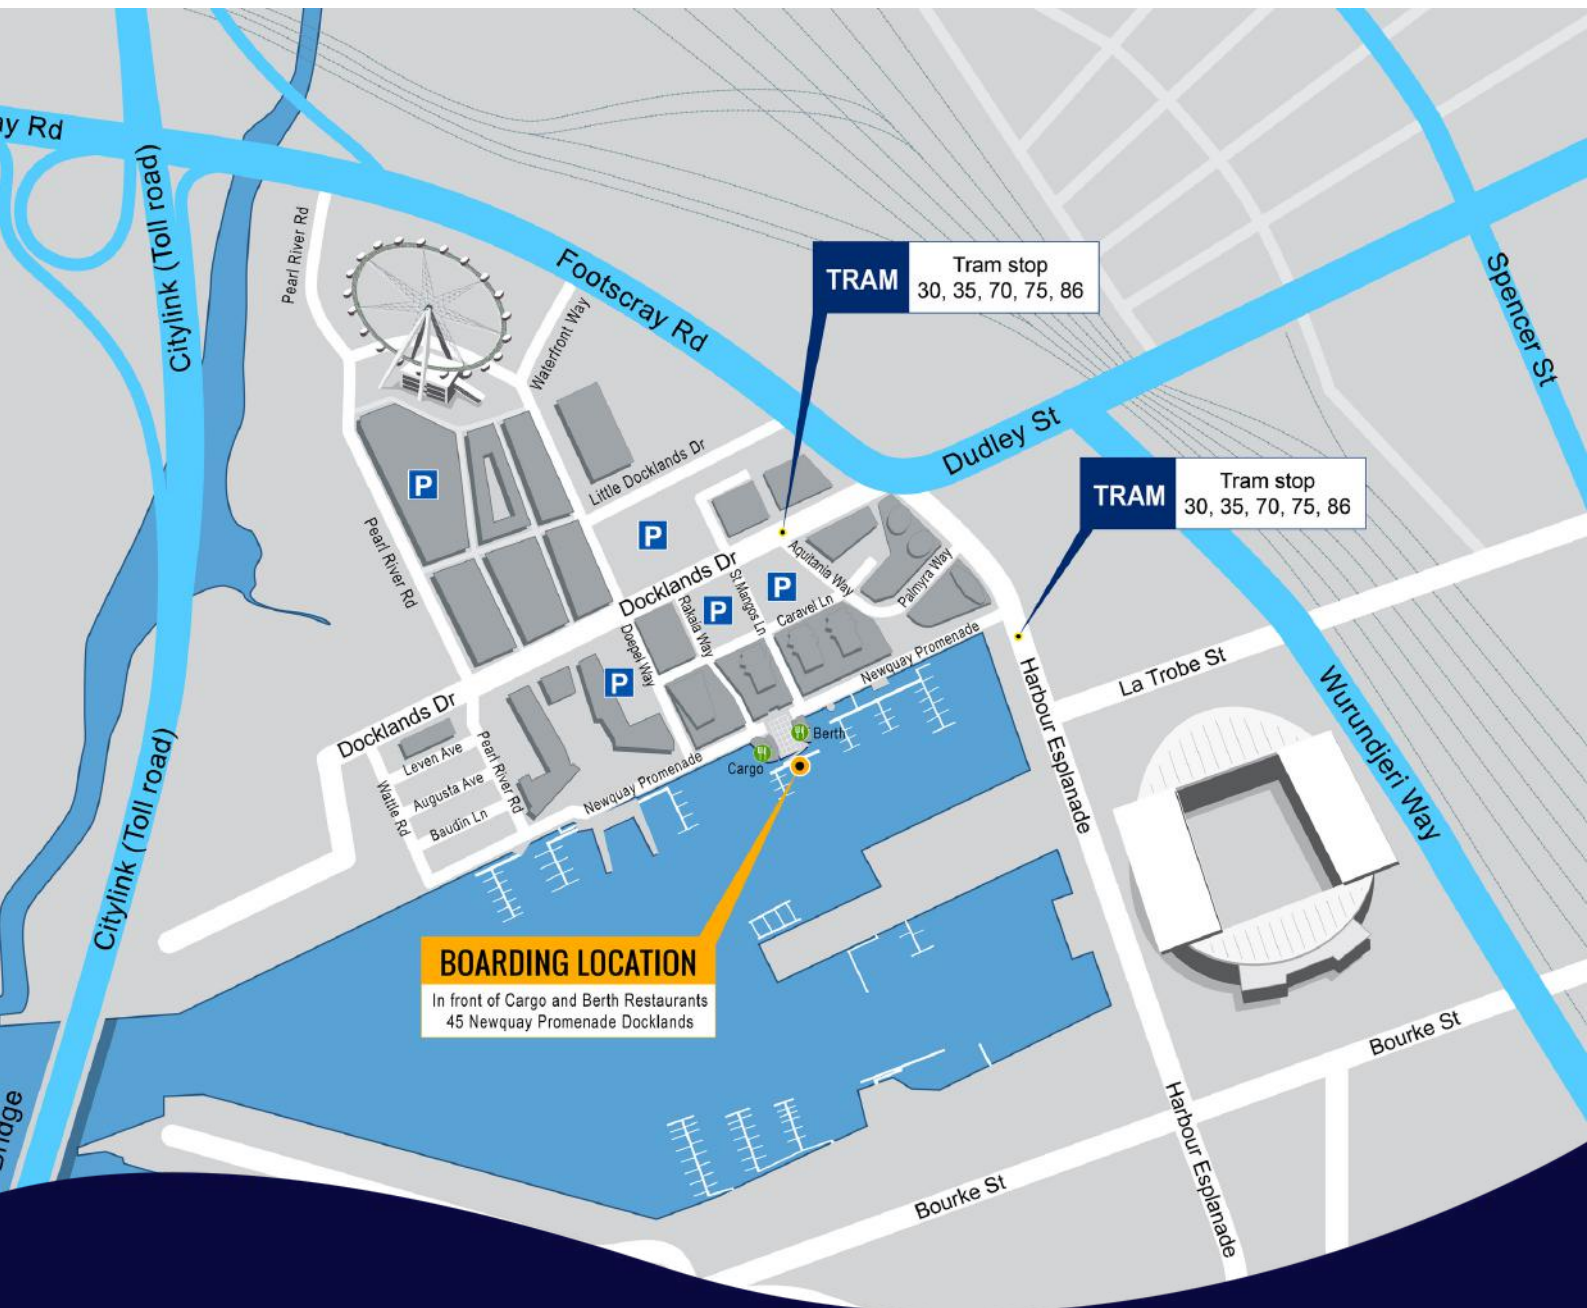 ay Rd
Citylink (Toll road)
Pearl River Rd
Footscray Rd
Waterfront Way
TRAM
Tram stop
30, 35, 70, 75, 86
Spencer St
Dudley St
Little Docklands Dr
P
TRAM
Tram stop
30, 35, 70, 75, 86
Pearl River Rd
P
Docklands Dr
Aquitania Way
St Mangos Ln
P
Palmyra Way
Rakaia Way
P
Caravel Ln
Doepel Way
P
Newquay Promenade
Harbour Esplanade
La Trobe St
Wurundjeri Way
Docklands Dr
Leven Ave
Pearl River Rd
Augusta Ave
Wattle Rd
Baudin Ln
Newquay Promenade
Cargo
Berth
Citylink (Toll road)
BOARDING LOCATION
In front of Cargo and Berth Restaurants
45 Newquay Promenade Docklands
Bourke St
Harbour Esplanade
Bourke St